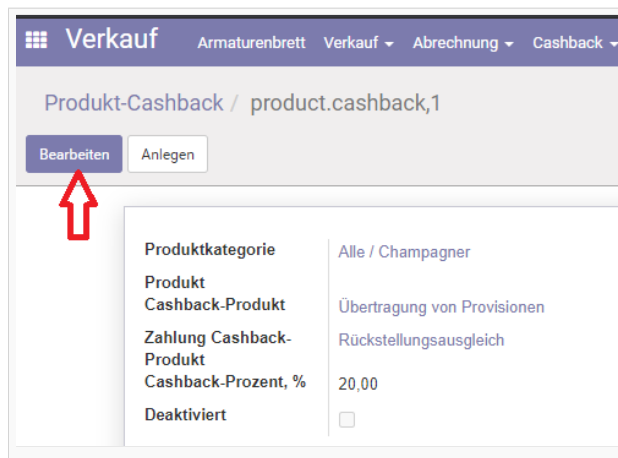 Verkauf Armaturenbrett Verkauf Abrechnung Cashback
Produkt-Cashback / product.cashback,1
Bearbeiten Anlegen
Produktkategorie Alle / Champagner
Produkt
Cashback-Produkt Übertragung von Provisionen
Zahlung Cashback- Rückstellungsausgleich
Produkt
Cashback-Prozent, % 20,00
Deaktiviert